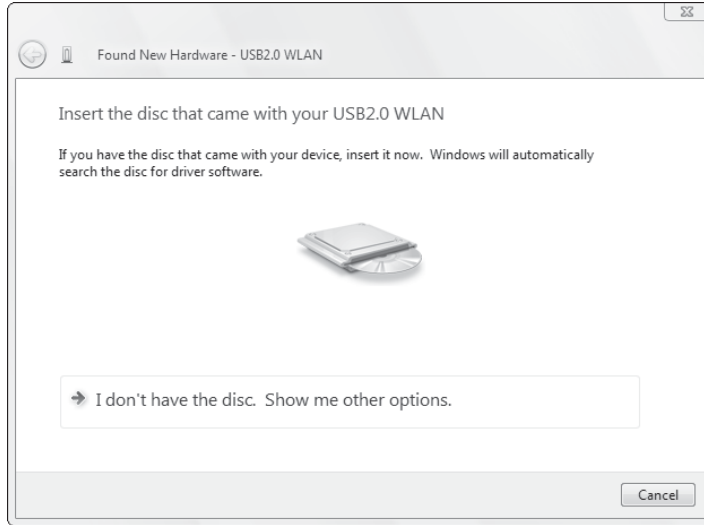 Found New Hardware - USB2.0 WLAN
Insert the disc that came with your USB2.0 WLAN
If you have the disc that came with your device, insert it now.  Windows will automatically
search the disc for driver software.
I don't have the disc.  Show me other options.
Cancel